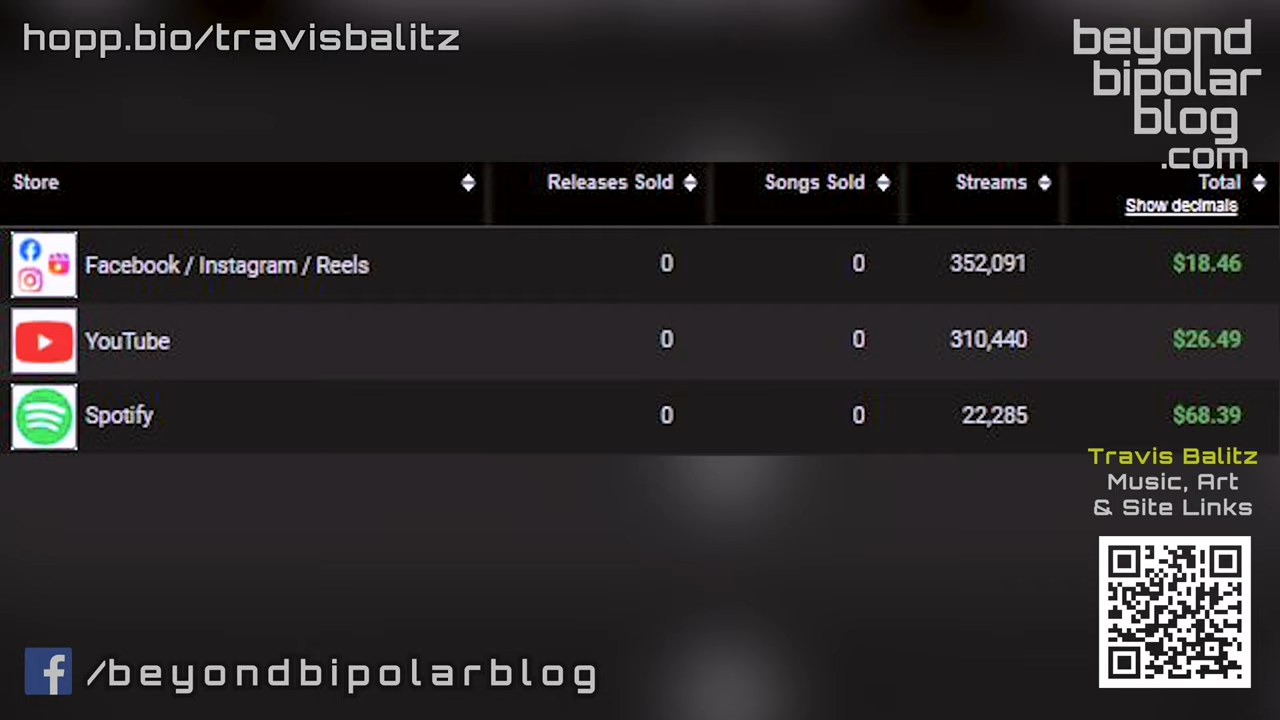 hopp.bio/travisbalitz
beyond
bipolar
blog
.com
Store Releases Sold Songs Sold Streams Total
Show decimals
Facebook / Instagram / Reels 0 0 352,091 $18.46
YouTube 0 0 310,440 $26.49
Spotify 0 0 22,285 $68.39
Travis Balitz
Music, Art
& Site Links
/beyondbipolarblog